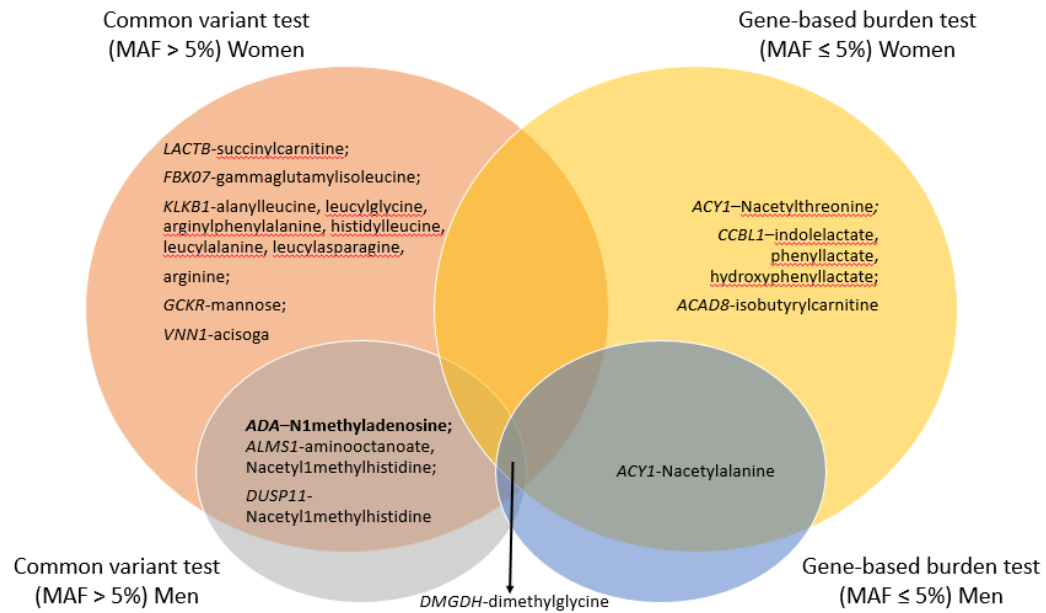 Common variant test
(MAF > 5%) Women
Gene-based burden test
(MAF ≤ 5%) Women
LACTB-succinylcarnitine;
FBX07-gammaglutamylisoleucine;
KLKB1-alanylleucine, leucylglycine,
arginylphenylalanine, histidylleucine,
leucylalanine, leucylasparagine,
arginine;
GCKR-mannose;
VNN1-acisoga
ACY1–Nacetylthreonine;
CCBL1–indolelactate,
phenyllactate,
hydroxyphenyllactate;
ACAD8-isobutyrylcarnitine
ADA–N1methyladenosine;
ALMS1-aminooctanoate,
Nacetyl1methylhistidine;
DUSP11-
Nacetyl1methylhistidine
ACY1-Nacetylalanine
Common variant test
(MAF > 5%) Men
DMGDH-dimethylglycine
Gene-based burden test
(MAF ≤ 5%) Men